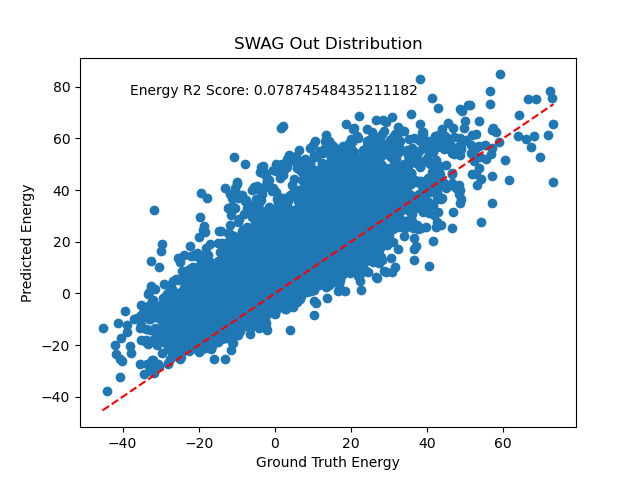 SWAG Out Distribution
Energy R2 Score: 0.07874548435211182
Predicted Energy
80
60
40
20
0
−20
−40
−40 −20 0 20 40 60
Ground Truth Energy